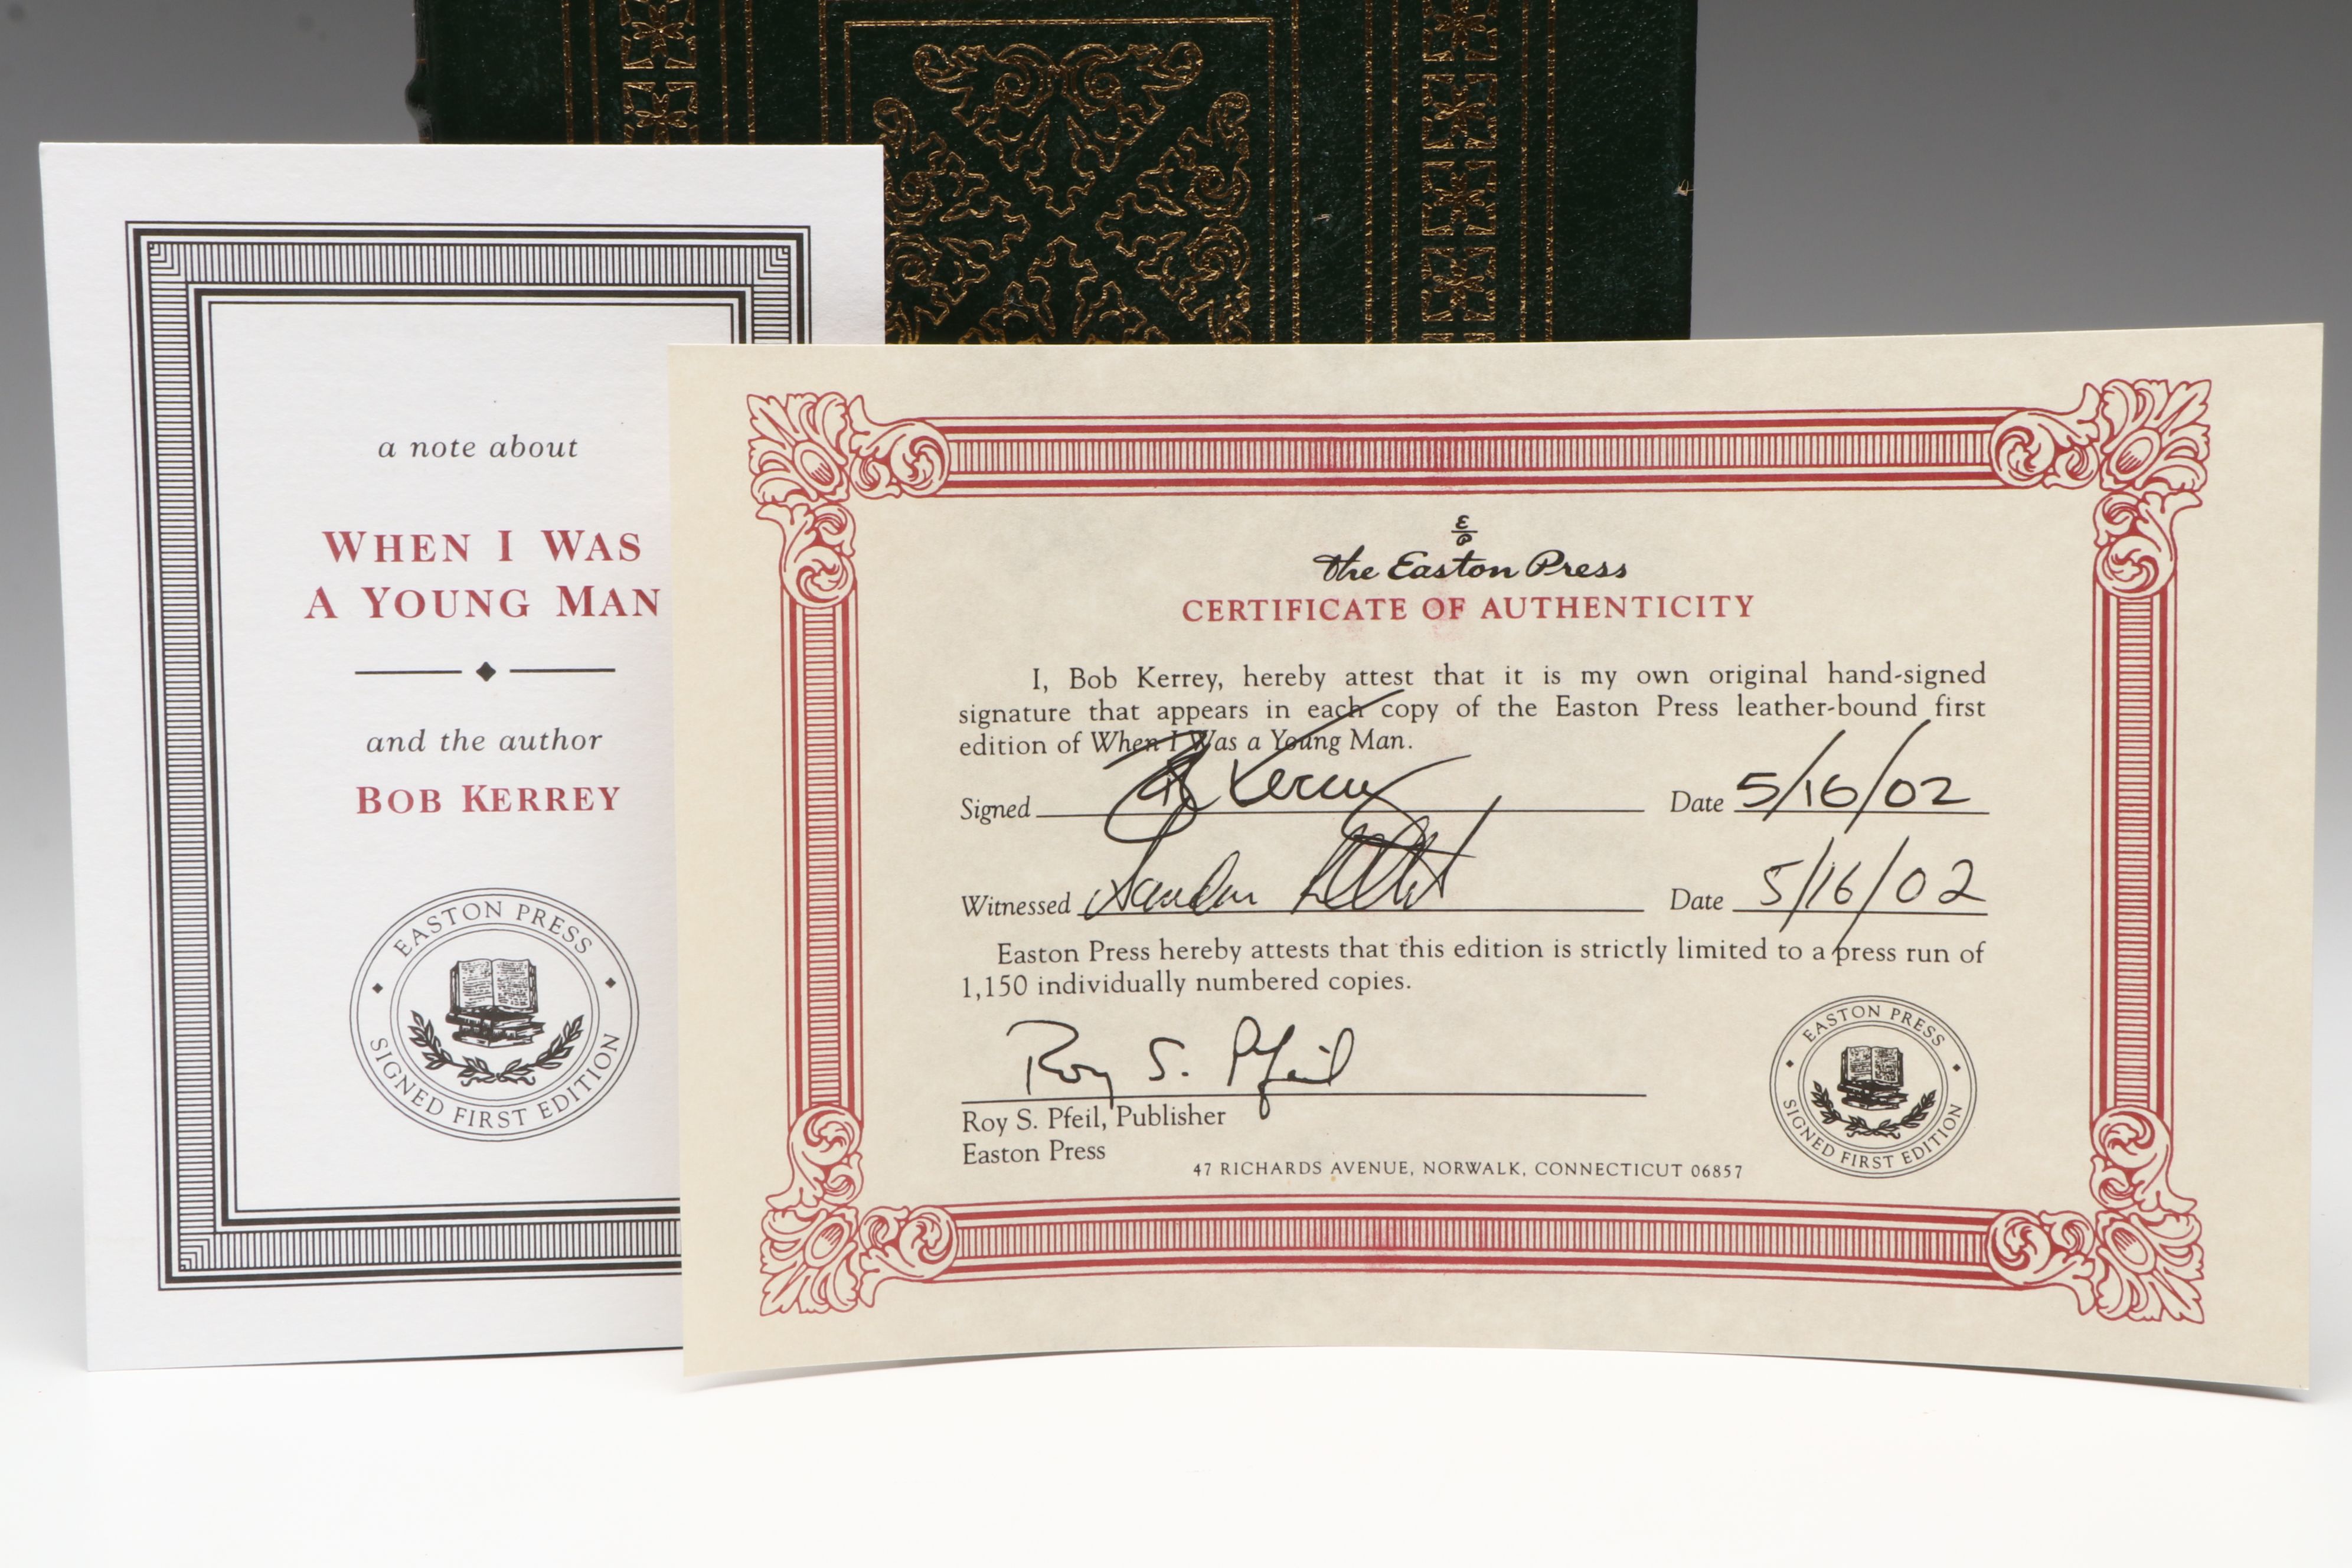 a note about
WHEN I WAS
A YOUNG MAN
and the author
BOB KERREY
EASTON PRESS
SIGNED FIRST EDITION
E
P
the Easton Press
CERTIFICATE OF AUTHENTICITY
I, Bob Kerrey, hereby attest that it is my own original hand-signed
signature that appears in each copy of the Easton Press leather-bound first
edition of When I Was a Young Man.
Signed Bob Kerrey Date 5/16/02
Witnessed Date 5/16/02
Easton Press hereby attests that this edition is strictly limited to a press run of
1,150 individually numbered copies.
Roy S. Pfeil
Roy S. Pfeil, Publisher
Easton Press
47 RICHARDS AVENUE, NORWALK, CONNECTICUT 06857
EASTON PRESS
SIGNED FIRST EDITION